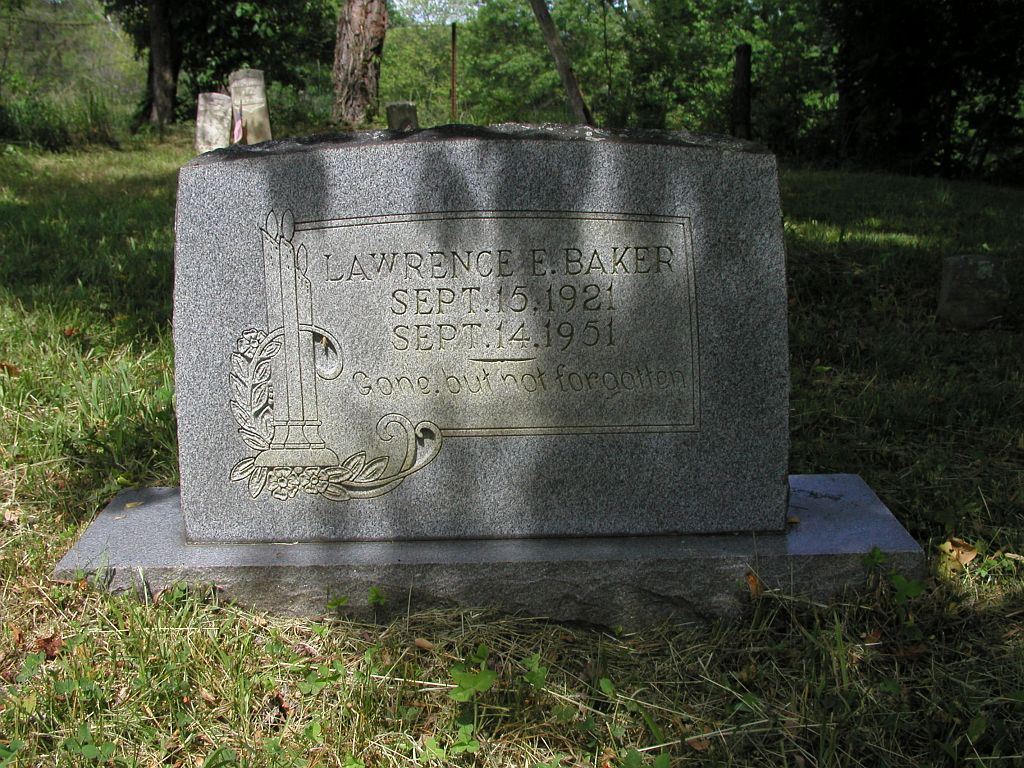 LAWRENCE E. BAKER
SEPT. 15. 1921
SEPT. 14. 1951
Gone, but not forgotten